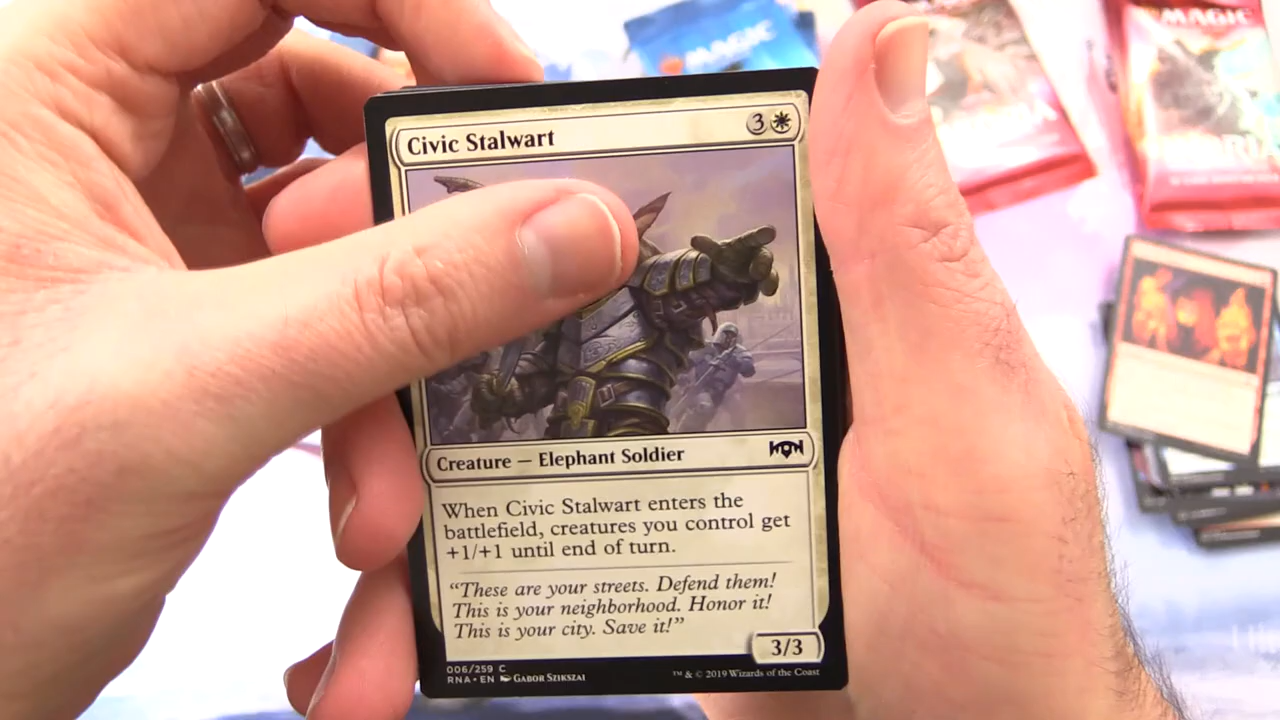 MAGIC
MAGIC
Civic Stalwart 3
Creature — Elephant Soldier
When Civic Stalwart enters the
battlefield, creatures you control get
+1/+1 until end of turn.
“These are your streets. Defend them!
This is your neighborhood. Honor it!
This is your city. Save it!”
3/3
006/259 C
RNA • EN GABOR SZIKSZAI
™ & © 2019 Wizards of the Coast